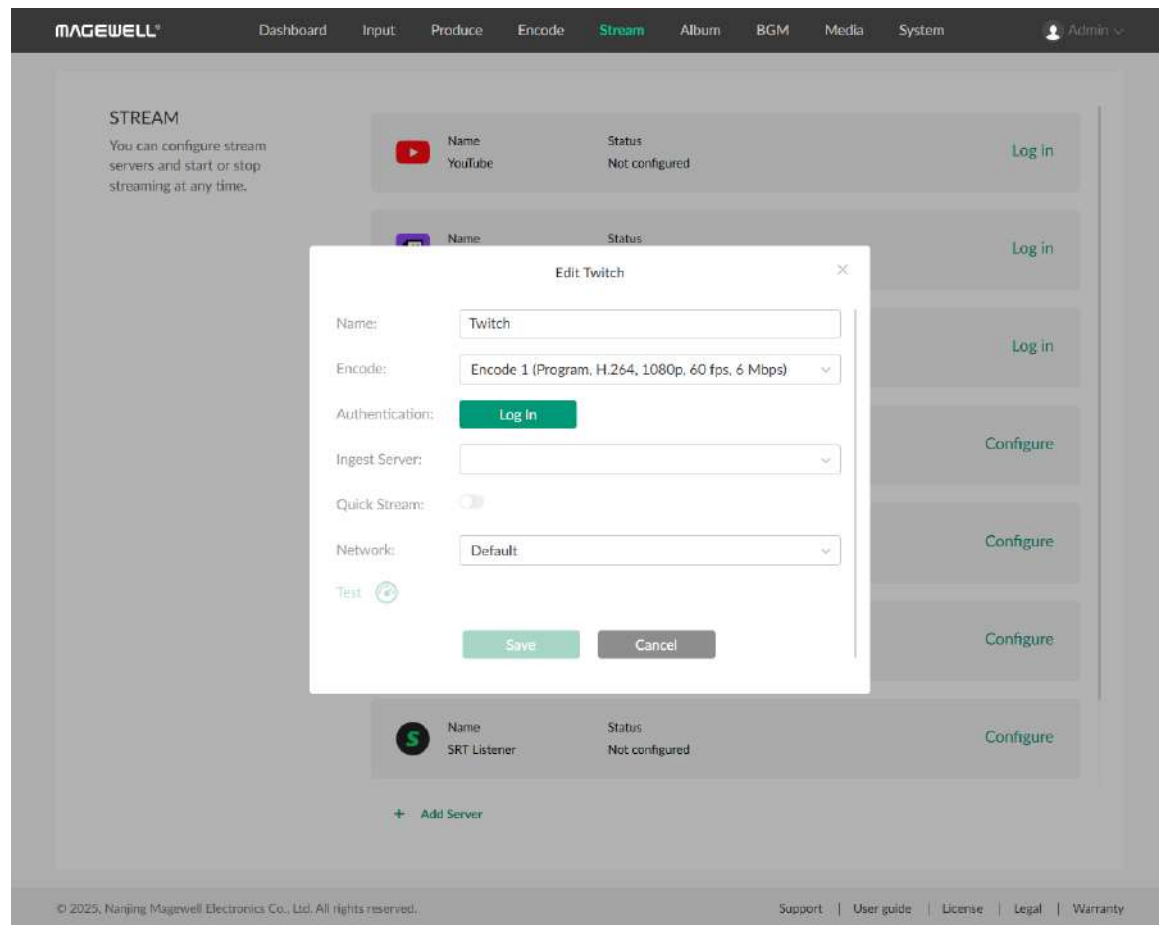 MAGEWELL®
Dashboard Input Produce Encode Stream Album BGM Media System Admin
STREAM
You can configure stream
servers and start or stop
streaming at any time.
Name Status
YouTube Not configured Log in
Name Status
Log in
Edit Twitch
Name: Twitch
Log in
Encode: Encode 1 (Program, H.264, 1080p, 60 fps, 6 Mbps)
Authentication: Log In
Configure
Ingest Server:
Quick Stream:
Network: Default
Configure
Test
Save Cancel
Configure
Name Status
SRT Listener Not configured Configure
+ Add Server
© 2025, Nanjing Magewell Electronics Co., Ltd. All rights reserved.
Support | User guide | License | Legal | Warranty